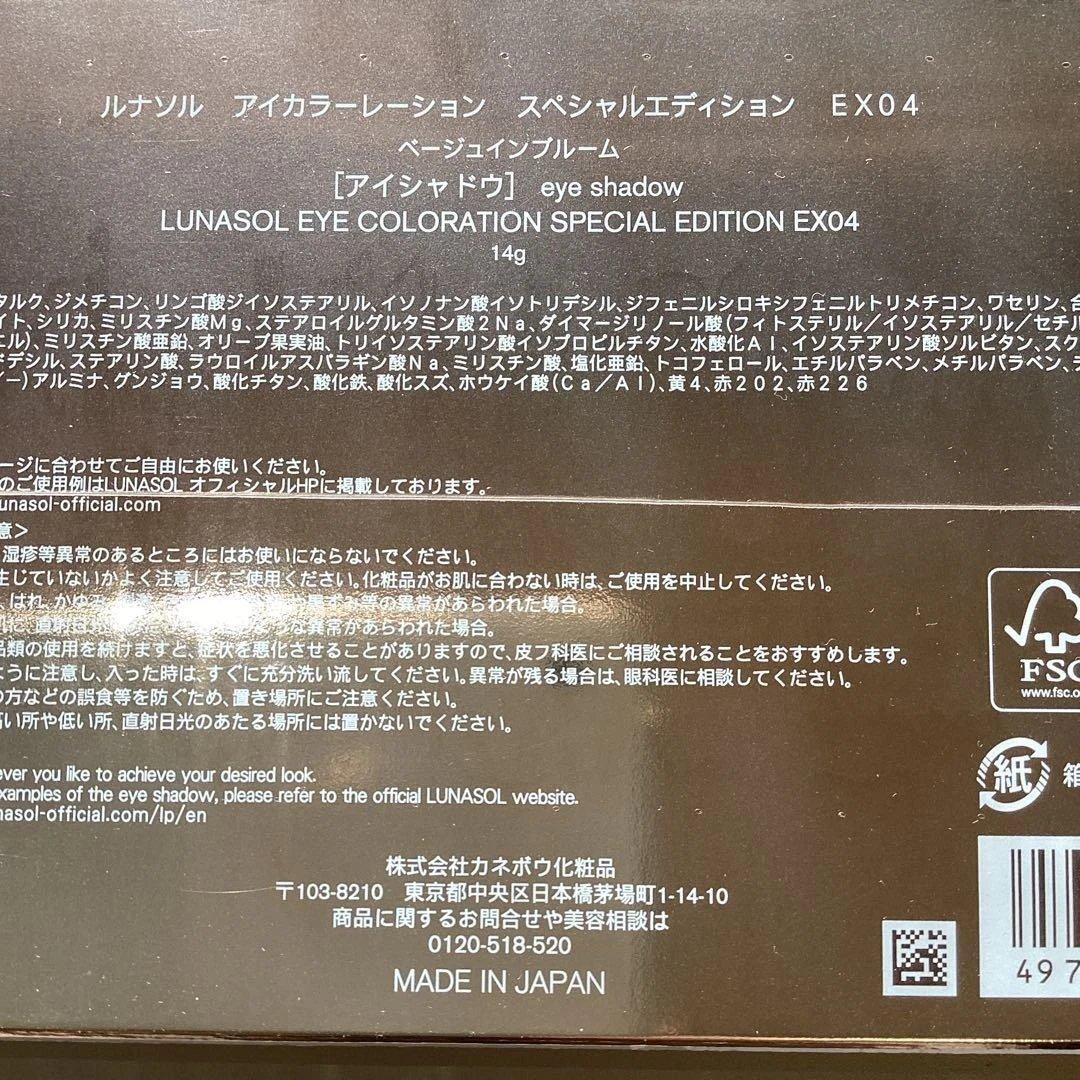 ルナソル アイカラーレーション スペシャルエディション EX04
ベージュインブルーム
[アイシャドウ] eye shadow
LUNASOL EYE COLORATION SPECIAL EDITION EX04
14g
タルク、ジメチコン、リンゴ酸ジイソステアリル、イソノナン酸イソトリデシル、ジフェニルシロキシフェニルトリメチコン、ワセリン、合
イト、シリカ、ミリスチン酸Mg、ステアロイルグルタミン酸2Na、ダイマージリノール酸(フィトステリル/イソステアリル/セチル
エル)、ミリスチン酸亜鉛、オリーブ果実油、トリイソステアリン酸イソプロピルチタン、水酸化Al、イソステアリン酸ソルビタン、スク
デシル、ステアリン酸、ラウロイルアスパラギン酸Na、ミリスチン酸、塩化亜鉛、トコフェロール、エチルパラベン、メチルパラベン、
ー)アルミナ、グンジョウ、酸化チタン、酸化鉄、酸化スズ、ホウケイ酸(Ca/Al)、黄4、赤202、赤226
ージに合わせてご自由にお使いください。
のご使用例はLUNASOL オフィシャルHPに掲載しております。
unasol-official.com
意>
湿疹等異常のあるところにはお使いにならないでください。
生じていないかよく注意してご使用ください。化粧品がお肌に合わない時は、ご使用を中止してください。
、はれ、かゆみ、 黒ずみ等の異常があらわれた場合。
に、直射日 うな異常があらわれた場合。
品類の使用を続けますと、症状を悪化させることがありますので、皮フ科医にご相談されることをおすすめします。
ように注意し、入った時は、すぐに充分洗い流してください。異常が残る場合は、眼科医に相談してください。
の方などの誤食等を防ぐため、置き場所にご注意ください。
高い所や低い所、直射日光のあたる場所には置かないでください。
FSC
www.fsc.o
ever you like to achieve your desired look.
examples of the eye shadow, please refer to the official LUNASOL website.
nasol-official.com/lp/en
紙 箱
株式会社カネボウ化粧品
〒103-8210 東京都中央区日本橋茅場町1-14-10
商品に関するお問合せや美容相談は
0120-518-520
MADE IN JAPAN
497